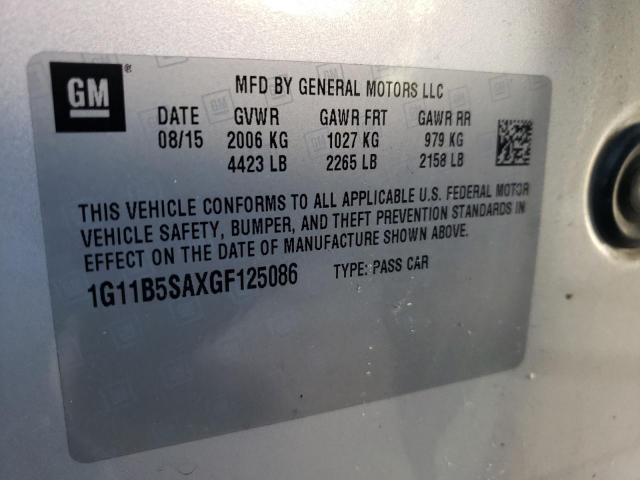 GM®
MFD BY GENERAL MOTORS LLC
DATE GVWR GAWR FRT GAWR RR
08/15 2006 KG 1027 KG 979 KG
4423 LB 2265 LB 2158 LB
THIS VEHICLE CONFORMS TO ALL APPLICABLE U.S. FEDERAL MOTOR
VEHICLE SAFETY, BUMPER, AND THEFT PREVENTION STANDARDS IN
EFFECT ON THE DATE OF MANUFACTURE SHOWN ABOVE.
1G11B5SAXGF125086 TYPE: PASS CAR